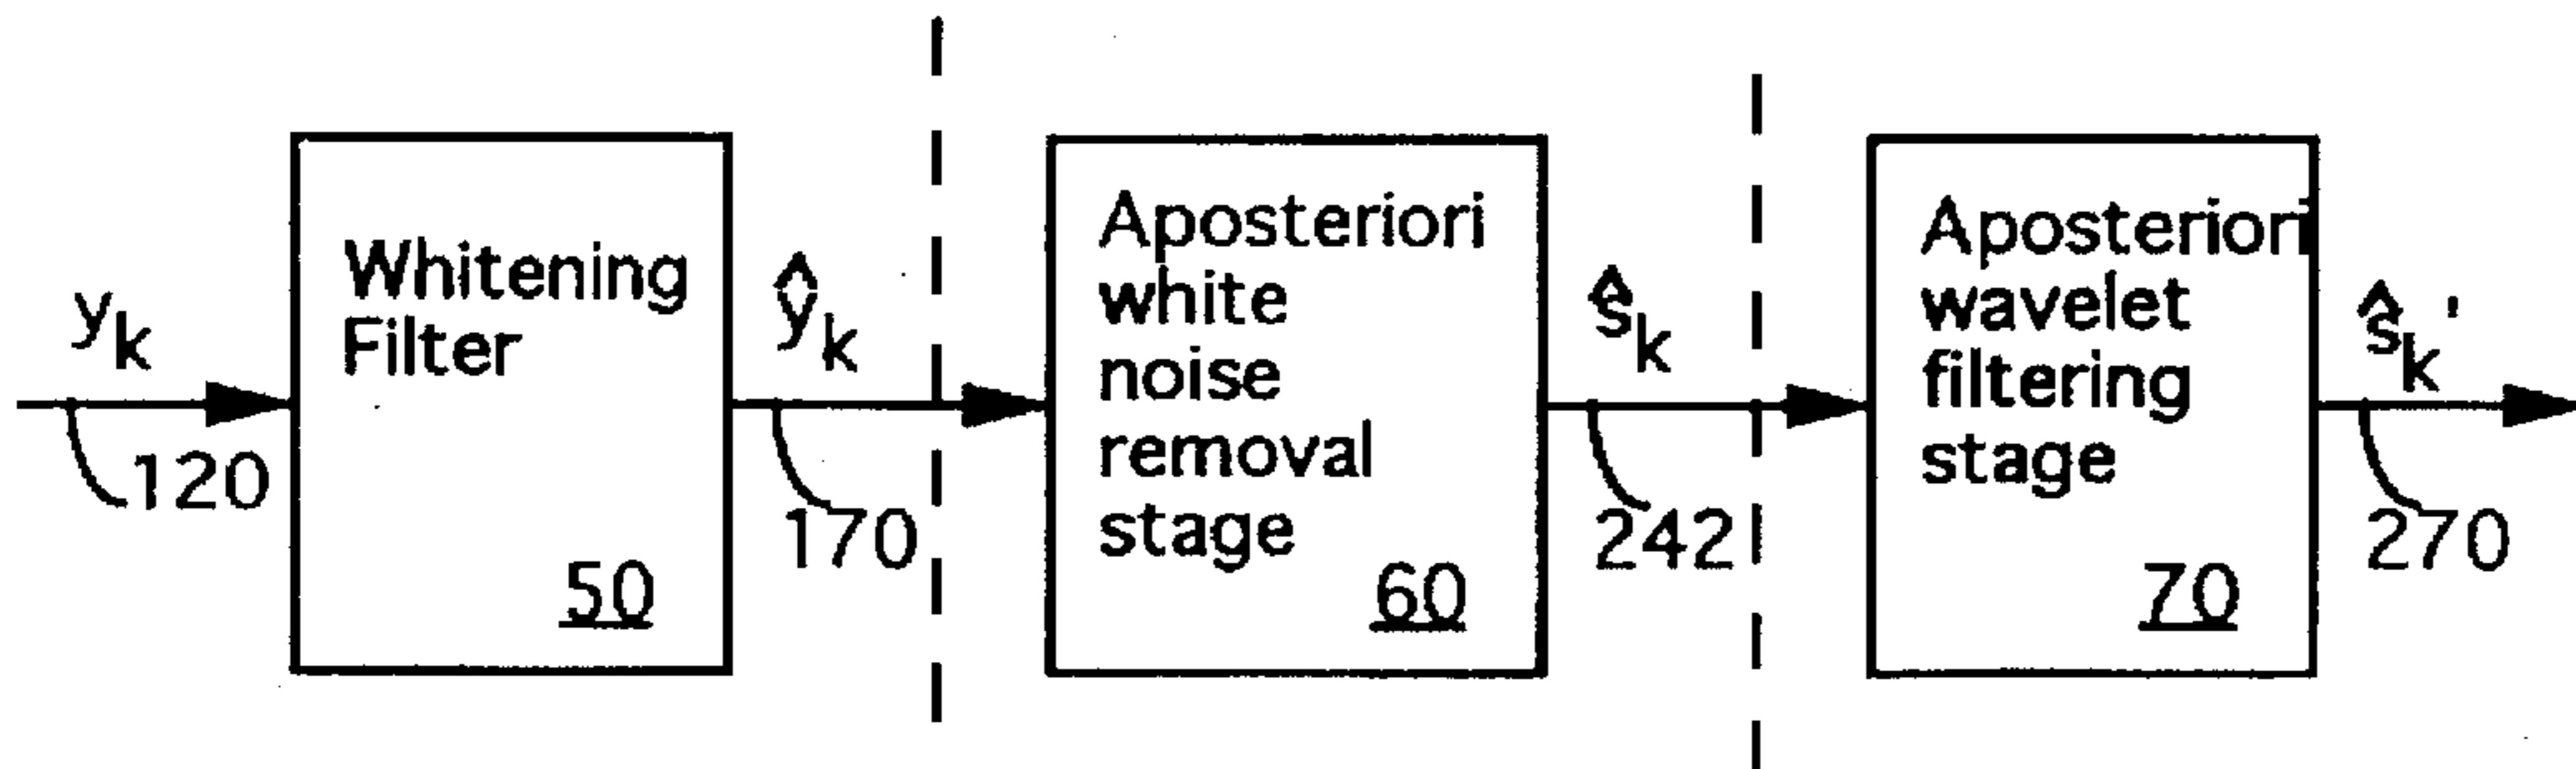 y_k
120
Whitening
Filter
50
ŷ_k
170
Aposteriori
white
noise
removal
stage
60
ŝ_k
242
Aposteriori
wavelet
filtering
stage
70
ŝ_k'
270